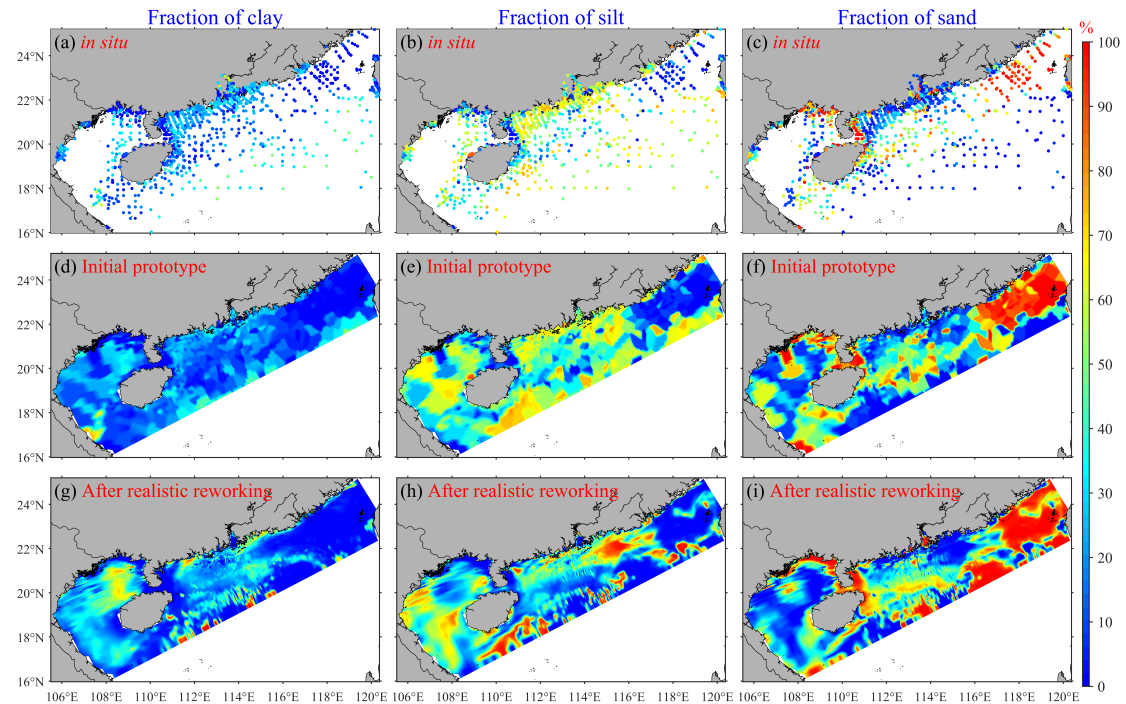 Fraction of clay
Fraction of silt
Fraction of sand
%
(a) in situ
(b) in situ
(c) in situ
24°N
22°N
20°N
18°N
16°N
(d) Initial prototype
(e) Initial prototype
(f) Initial prototype
24°N
22°N
20°N
18°N
16°N
(g) After realistic reworking
(h) After realistic reworking
(i) After realistic reworking
24°N
22°N
20°N
18°N
16°N
106°E 108°E 110°E 112°E 114°E 116°E 118°E 120°E
106°E 108°E 110°E 112°E 114°E 116°E 118°E 120°E
106°E 108°E 110°E 112°E 114°E 116°E 118°E 120°E
100
90
80
70
60
50
40
30
20
10
0